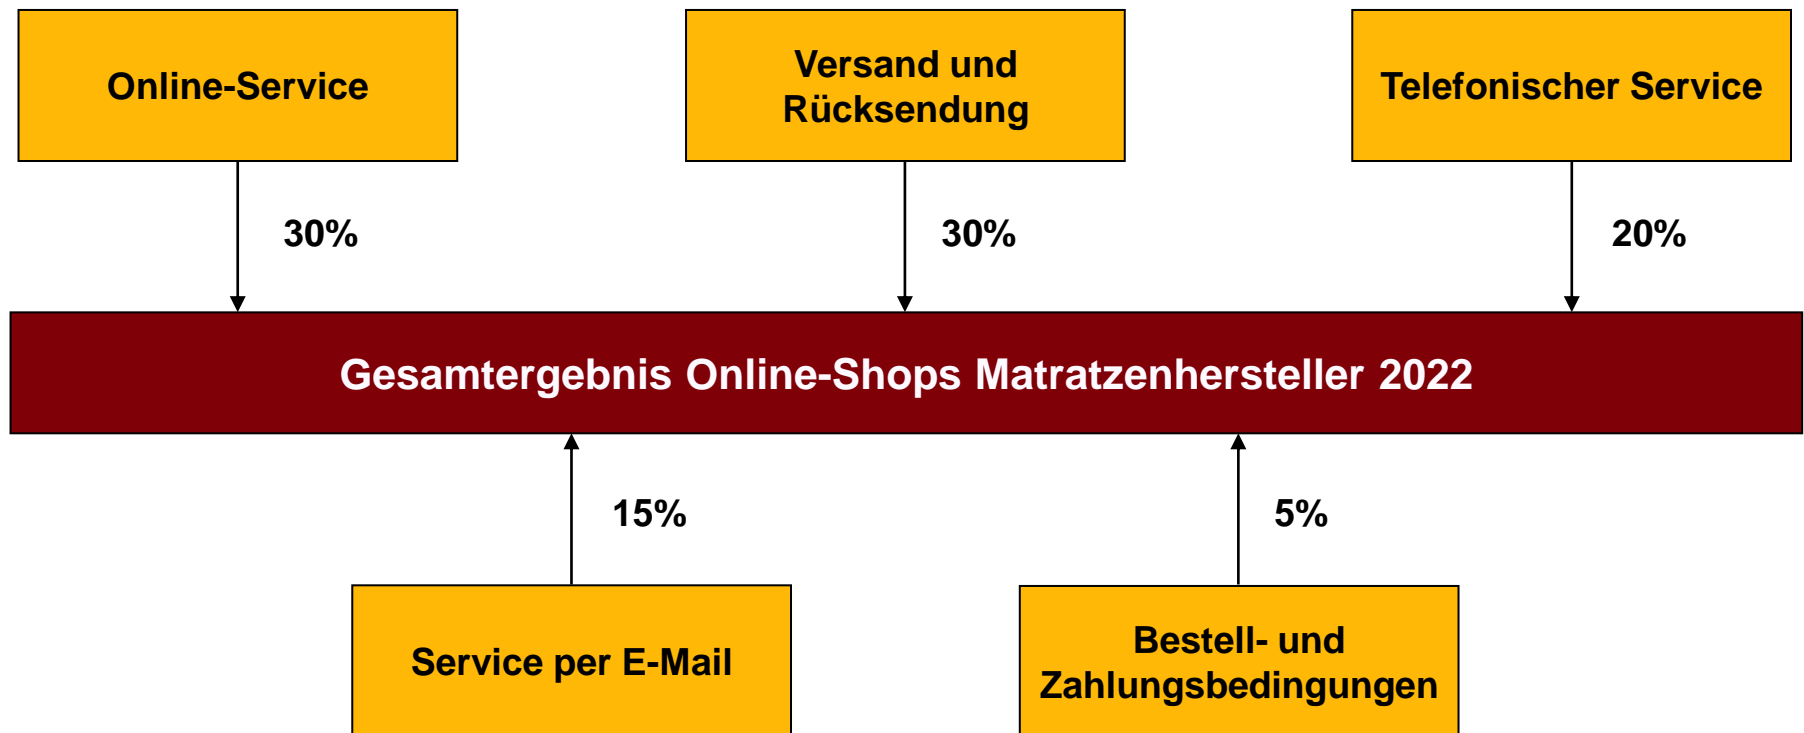 Online-Service
Versand und
Rücksendung
Telefonischer Service
30%
30%
20%
Gesamtergebnis Online-Shops Matratzenhersteller 2022
15%
5%
Service per E-Mail
Bestell- und
Zahlungsbedingungen